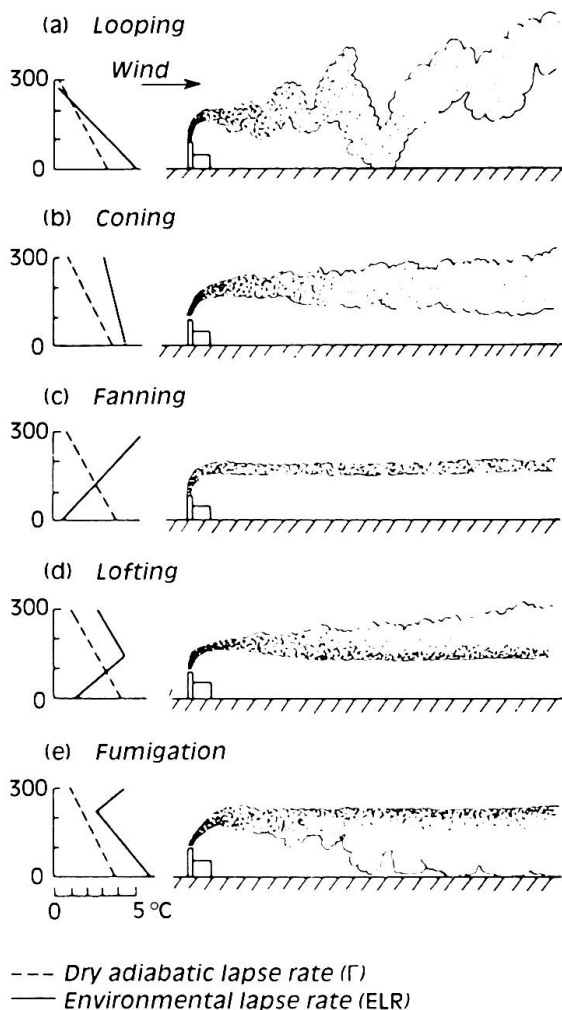 (a) Looping
300
Wind
0
(b) Coning
300
0
(c) Fanning
300
0
(d) Lofting
300
0
(e) Fumigation
300
0
0 5 °C
--- Dry adiabatic lapse rate (Γ)
— Environmental lapse rate (ELR)